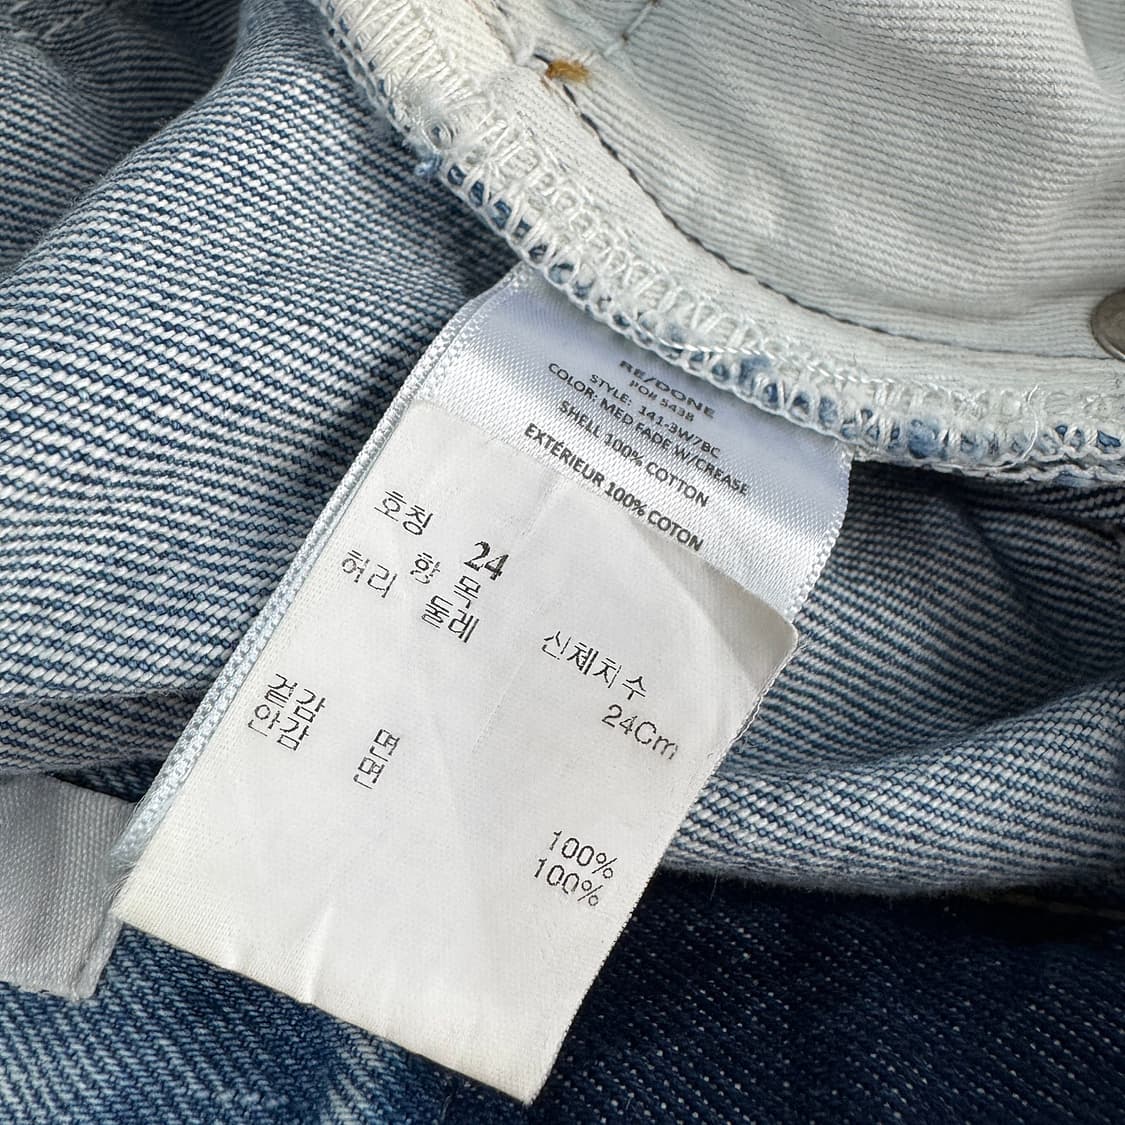 RE/DONE
PO# 5438
STYLE: 141-3W7BC
COLOR: MED FADE W/CREASE
SHELL 100% COTTON
EXTÉRIEUR 100% COTON
호칭 24
항목 신체치수
허리 둘레 24Cm
겉감 면 100%
안감 면 100%